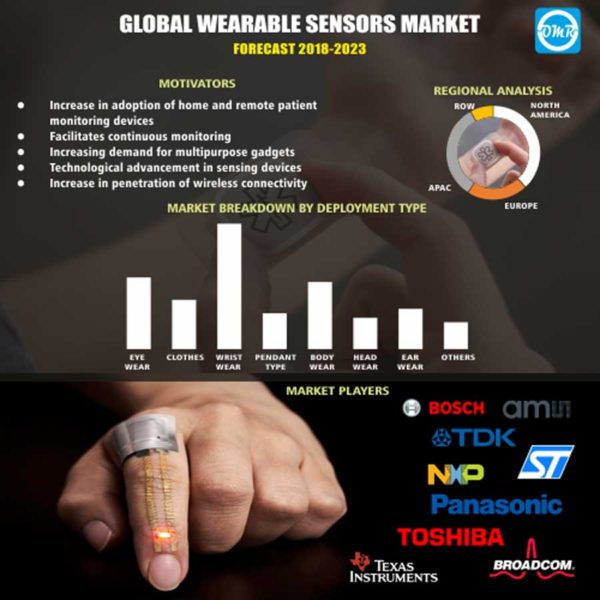 GLOBAL WEARABLE SENSORS MARKET
FORECAST 2018-2023
OMR
MOTIVATORS
● Increase in adoption of home and remote patient
monitoring devices
● Facilitates continuous monitoring
● Increasing demand for multipurpose gadgets
● Technological advancement in sensing devices
● Increase in penetration of wireless connectivity
REGIONAL ANALYSIS
ROW
NORTH
AMERICA
APAC
EUROPE
MARKET BREAKDOWN BY DEPLOYMENT TYPE
EYE
WEAR
CLOTHES
WRIST
WEAR
PENDANT
TYPE
BODY
WEAR
HEAD
WEAR
EAR
WEAR
OTHERS
MARKET PLAYERS
BOSCH
amu
TDK
ST
NXP
Panasonic
TOSHIBA
TEXAS
INSTRUMENTS
BROADCOM.